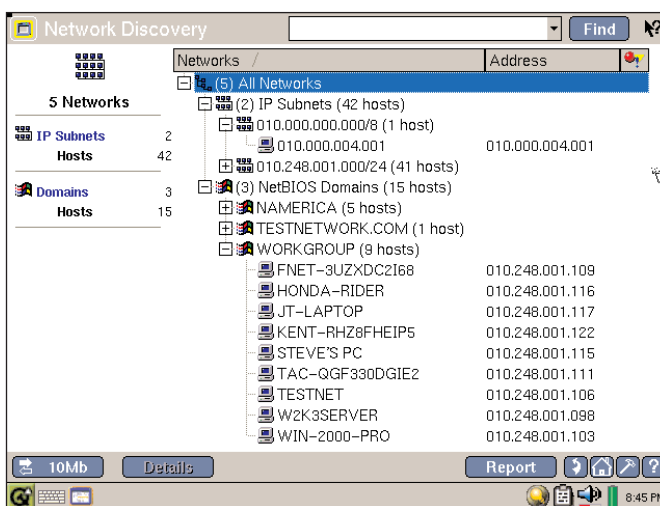 Network Discovery
Find
Networks / Address
5 Networks
IP Subnets 2
Hosts 42
Domains 3
Hosts 15
(5) All Networks
(2) IP Subnets (42 hosts)
010.000.000.000/8 (1 host)
010.000.004.001 010.000.004.001
010.248.001.000/24 (41 hosts)
(3) NetBIOS Domains (15 hosts)
NAMERICA (5 hosts)
TESTNETWORK.COM (1 host)
WORKGROUP (9 hosts)
FNET-3UZXDC2I68 010.248.001.109
HONDA-RIDER 010.248.001.116
JT-LAPTOP 010.248.001.117
KENT-RHZ8FHEIP5 010.248.001.122
STEVE'S PC 010.248.001.115
TAC-QGF330DGIE2 010.248.001.111
TESTNET 010.248.001.106
W2K3SERVER 010.248.001.098
WIN-2000-PRO 010.248.001.103
10Mb Details Report ?
8:45 PM